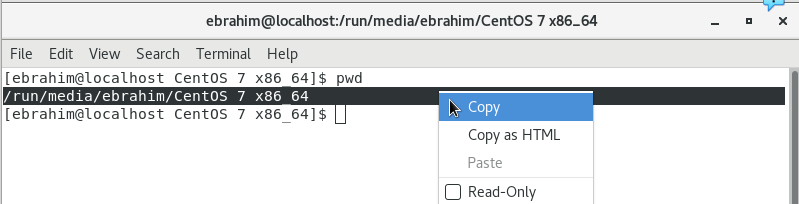 ebrahim@localhost:/run/media/ebrahim/CentOS 7 x86_64
File Edit View Search Terminal Help
[ebrahim@localhost CentOS 7 x86_64]$ pwd
/run/media/ebrahim/CentOS 7 x86_64
[ebrahim@localhost CentOS 7 x86_64]$
Copy
Copy as HTML
Paste
Read-Only